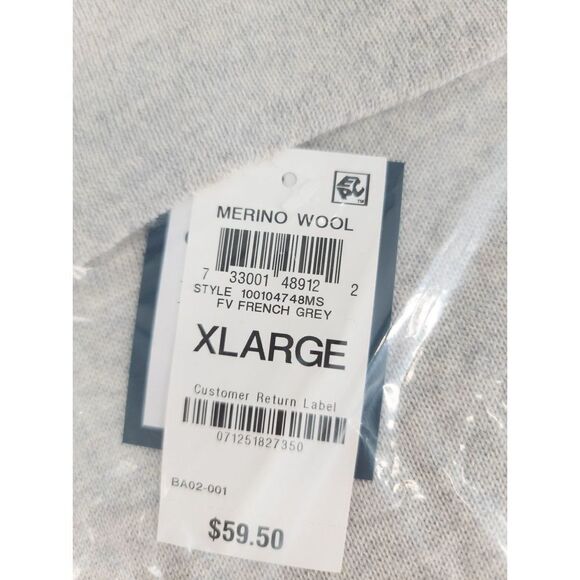 MERINO WOOL
7 33001 48912 2
STYLE 100104748MS
FV FRENCH GREY
XLARGE
Customer Return Label
071251827350
BA02-001
$59.50